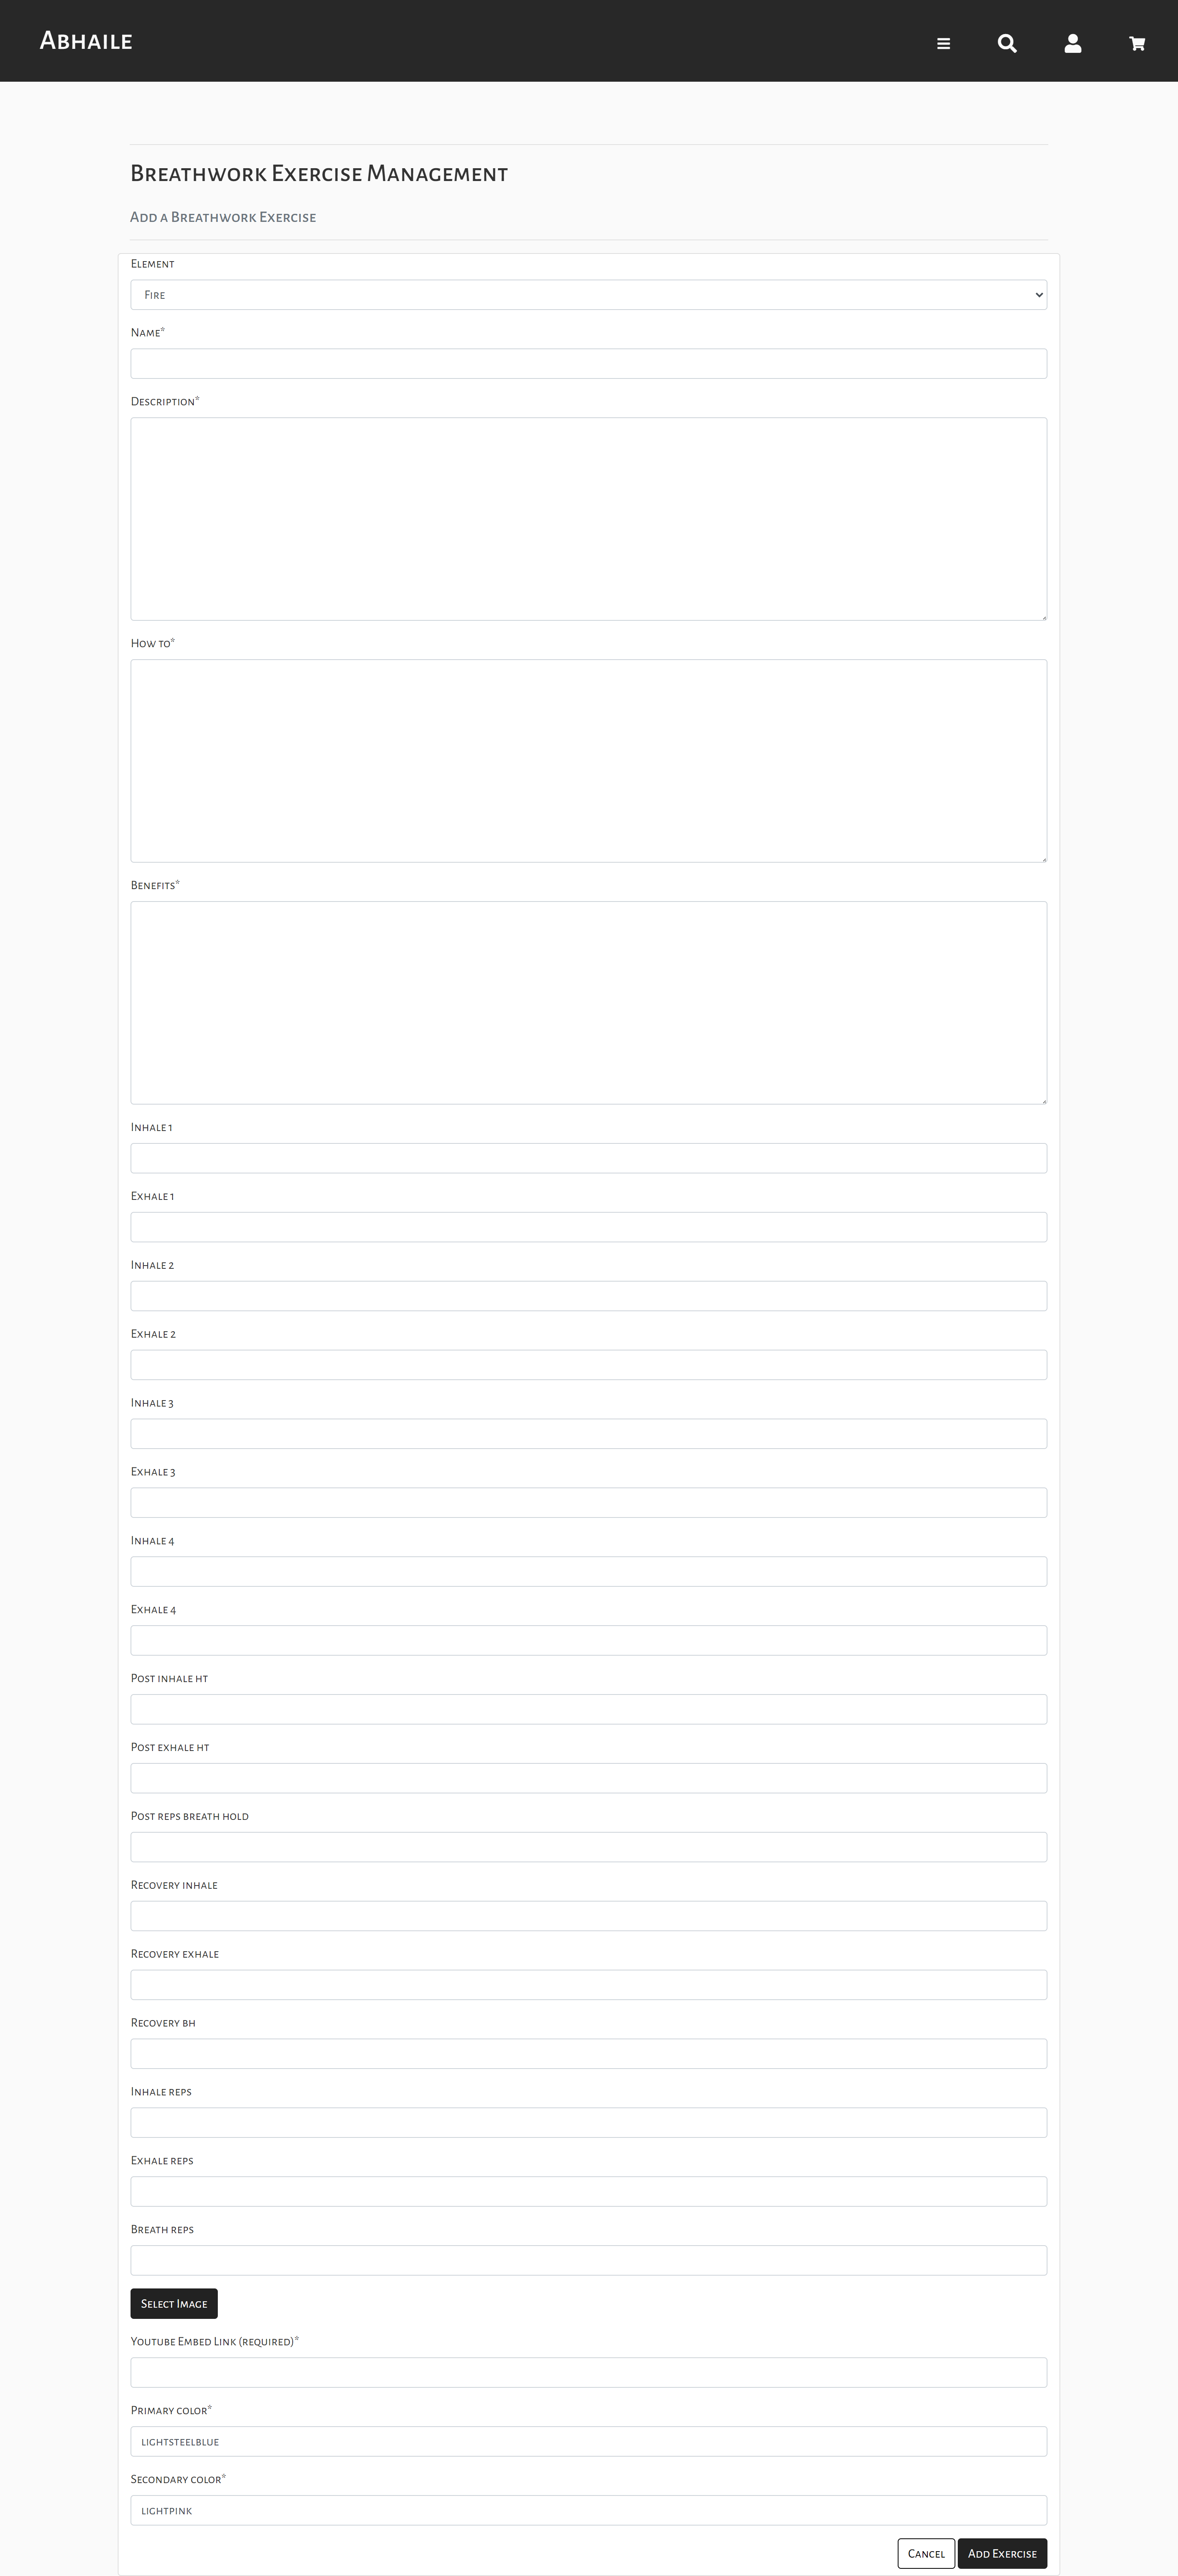 Abhaile
Breathwork Exercise Management
Add a Breathwork Exercise
Element
Fire
Name*
Description*
How to*
Benefits*
Inhale 1
Exhale 1
Inhale 2
Exhale 2
Inhale 3
Exhale 3
Inhale 4
Exhale 4
Post inhale ht
Post exhale ht
Post reps breath hold
Recovery inhale
Recovery exhale
Recovery bh
Inhale reps
Exhale reps
Breath reps
Select Image
Youtube Embed Link (required)*
Primary color*
lightsteelblue
Secondary color*
lightpink
Cancel Add Exercise